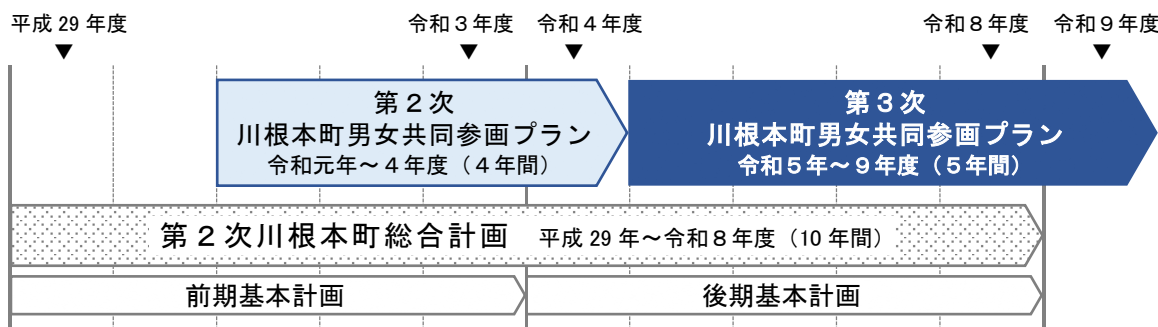 平成 29 年度 令和３年度 令和４年度 令和８年度 令和９年度
▼ ▼ ▼ ▼ ▼
第２次
川根本町男女共同参画プラン
令和元年～４年度（４年間）
第３次
川根本町男女共同参画プラン
令和５年～９年度（５年間）
第２次川根本町総合計画 平成 29 年～令和８年度（10 年間）
前期基本計画 後期基本計画